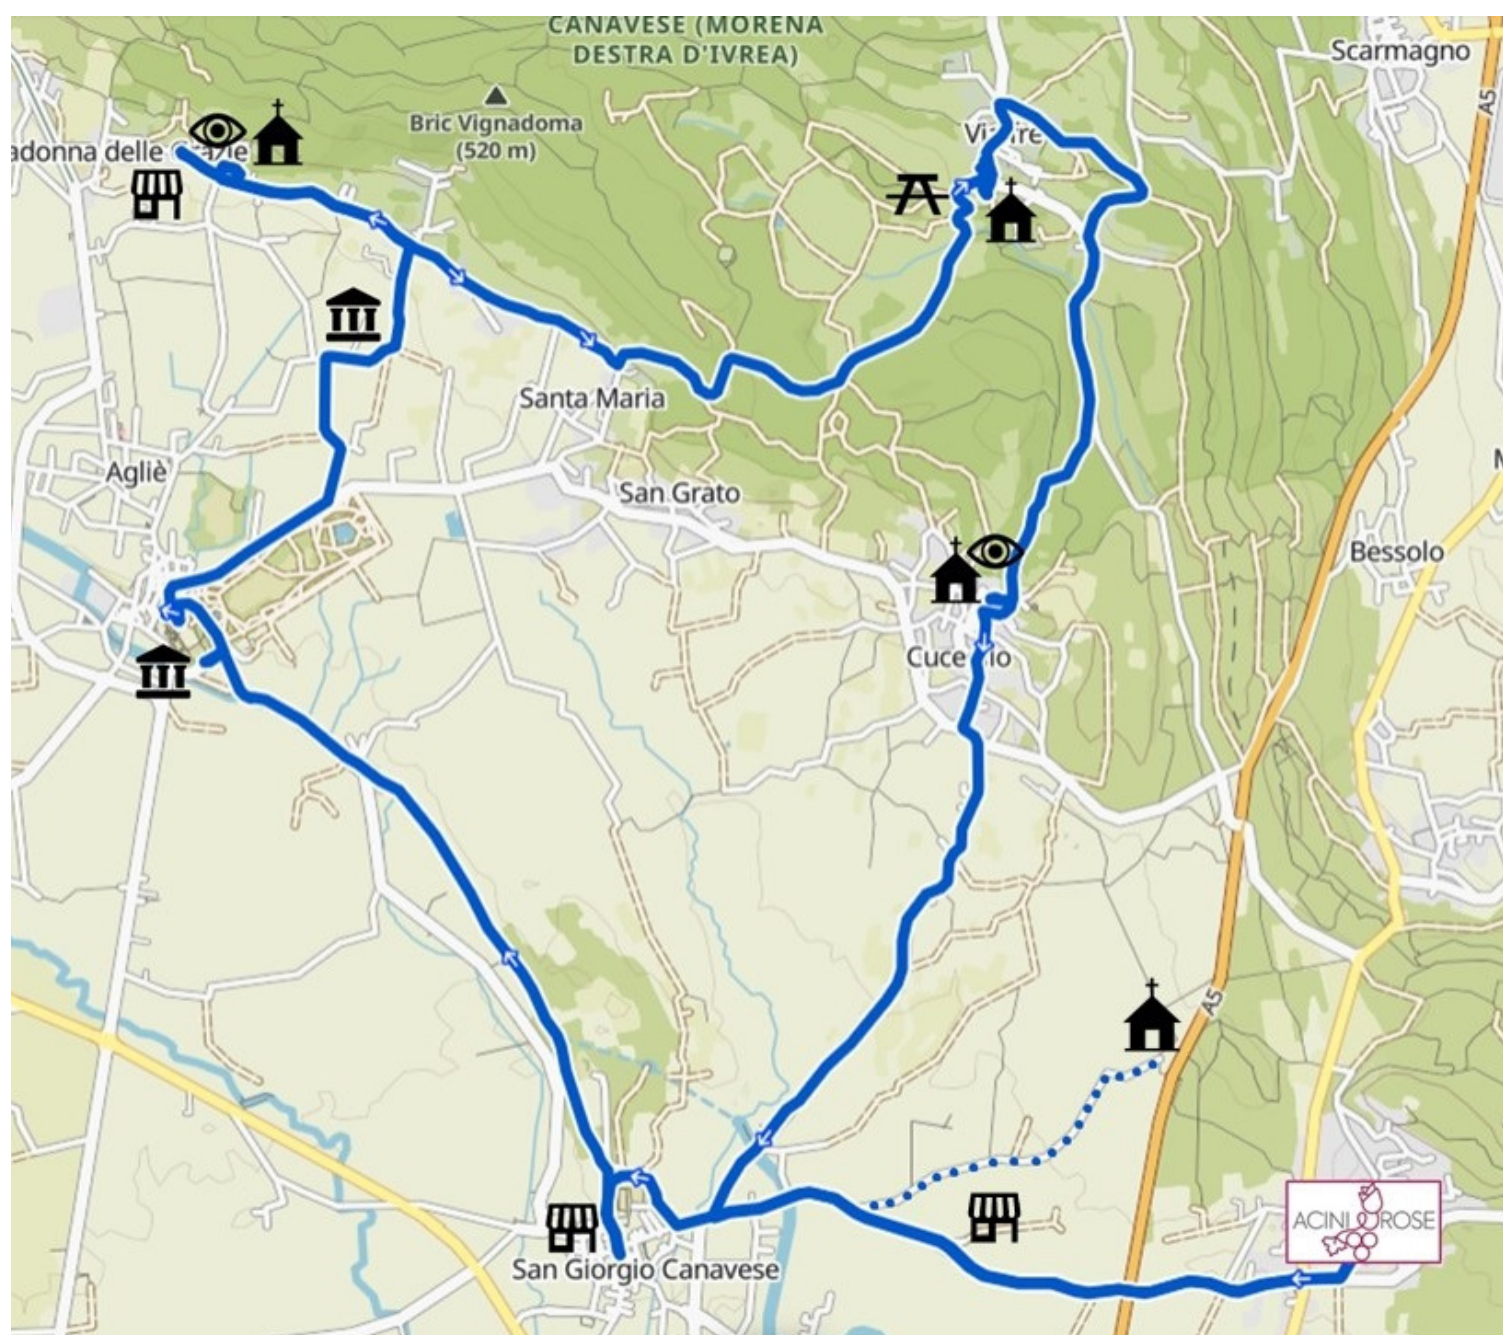 CANAVESE (MORENA
DESTRA D'IVREA)
Scarmagno
A5
Bric Vignadoma
(520 m)
adonna delle
Santa Maria
Agliè
San Grato
Bessolo
A5
ACINI ROSE
San Giorgio Canavese